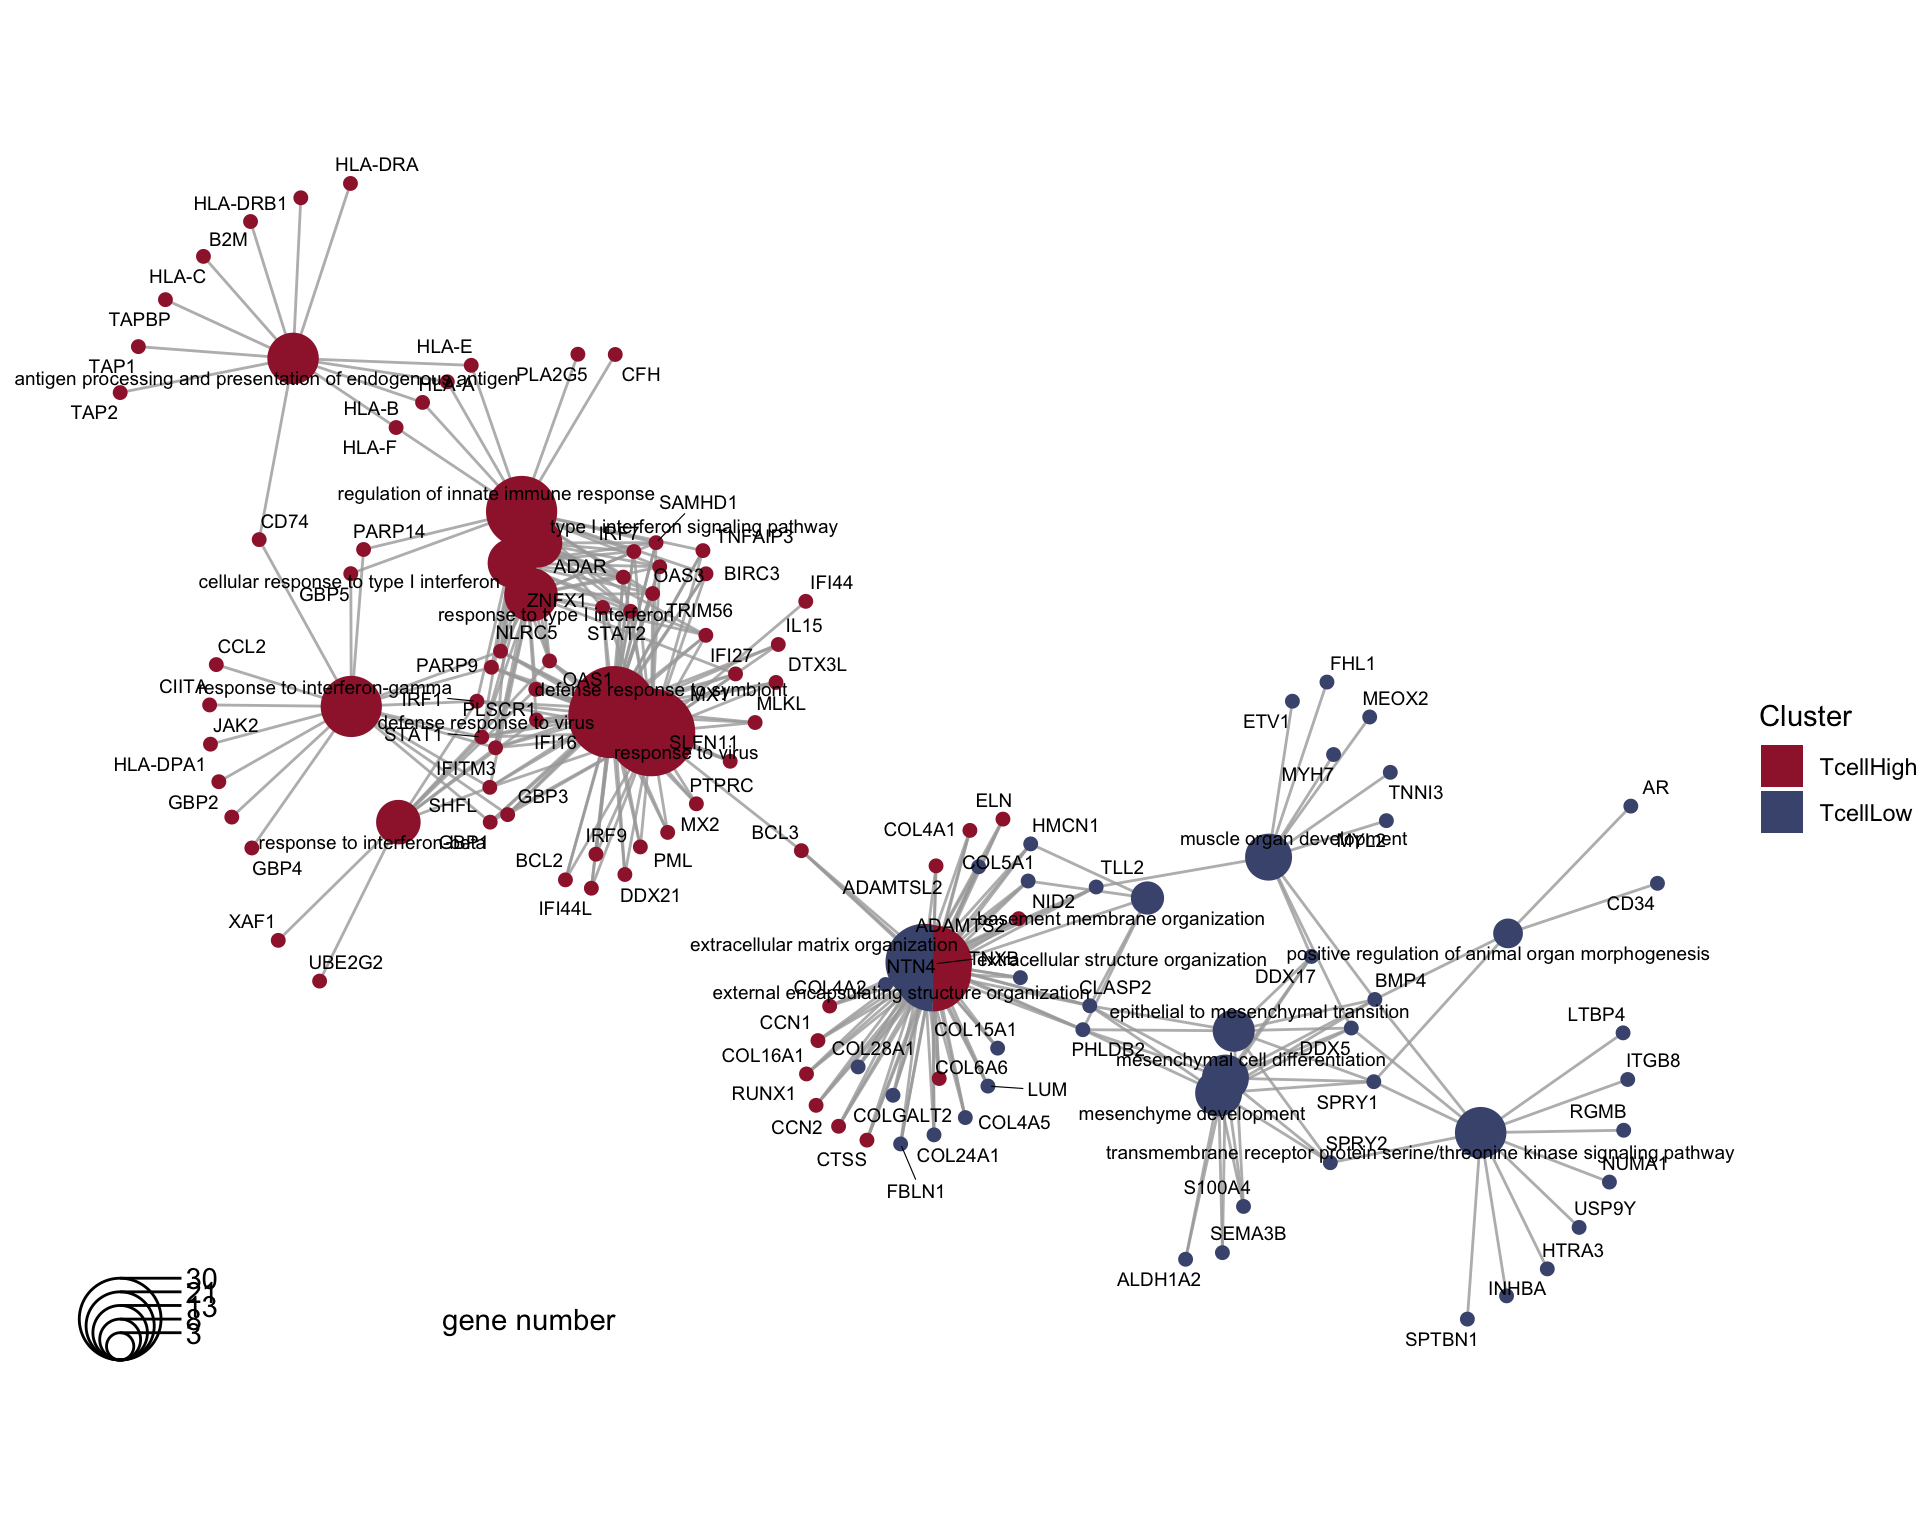 HLA-DRA
HLA-DRB1
B2M
HLA-C
TAPBP
HLA-E
TAP1
PLA2G5
CFH
antigen processing and presentation of endogenous antigen
HLA-A
HLA-B
TAP2
HLA-F
regulation of innate immune response
SAMHD1
CD74
type I interferon signaling pathway
PARP14
IRF7
TNFAIP3
ADAR
OAS3
BIRC3
cellular response to type I interferon
IFI44
GBP5
ZNFX1
TRIM56
response to type I interferon
IL15
NLRC5
STAT2
CCL2
IFI27
DTX3L
FHL1
PARP9
OAS1
CIITA
response to interferon-gamma
defense response to symbiont
MX1
IRF1
MLKL
MEOX2
PLSCR1
ETV1
Cluster
JAK2
defense response to virus
STAT1
IFI16
SLFN11
response to virus
HLA-DPA1
IFITM3
MYH7
TcellHigh
PTPRC
TNNI3
AR
GBP2
SHFL
GBP3
ELN
TcellLow
MX2
COL4A1
HMCN1
BCL3
IRF9
response to interferon-beta
GBP1
muscle organ development
MYL2
BCL2
PML
COL5A1
TLL2
GBP4
ADAMTSL2
DDX21
NID2
CD34
IFI44L
XAF1
ADAMTS2
basement membrane organization
extracellular matrix organization
TNXB
extracellular structure organization
positive regulation of animal organ morphogenesis
UBE2G2
NTN4
DDX17
BMP4
COL4A2
CLASP2
external encapsulating structure organization
epithelial to mesenchymal transition
LTBP4
CCN1
COL15A1
COL16A1
COL28A1
PHLDB2
DDX5
mesenchymal cell differentiation
ITGB8
COL6A6
RUNX1
LUM
SPRY1
RGMB
COLGALT2
mesenchyme development
CCN2
COL4A5
SPRY2
CTSS
COL24A1
transmembrane receptor protein serine/threonine kinase signaling pathway
NUMA1
FBLN1
S100A4
USP9Y
SEMA3B
HTRA3
ALDH1A2
INHBA
SPTBN1
30
21
13
3
gene number